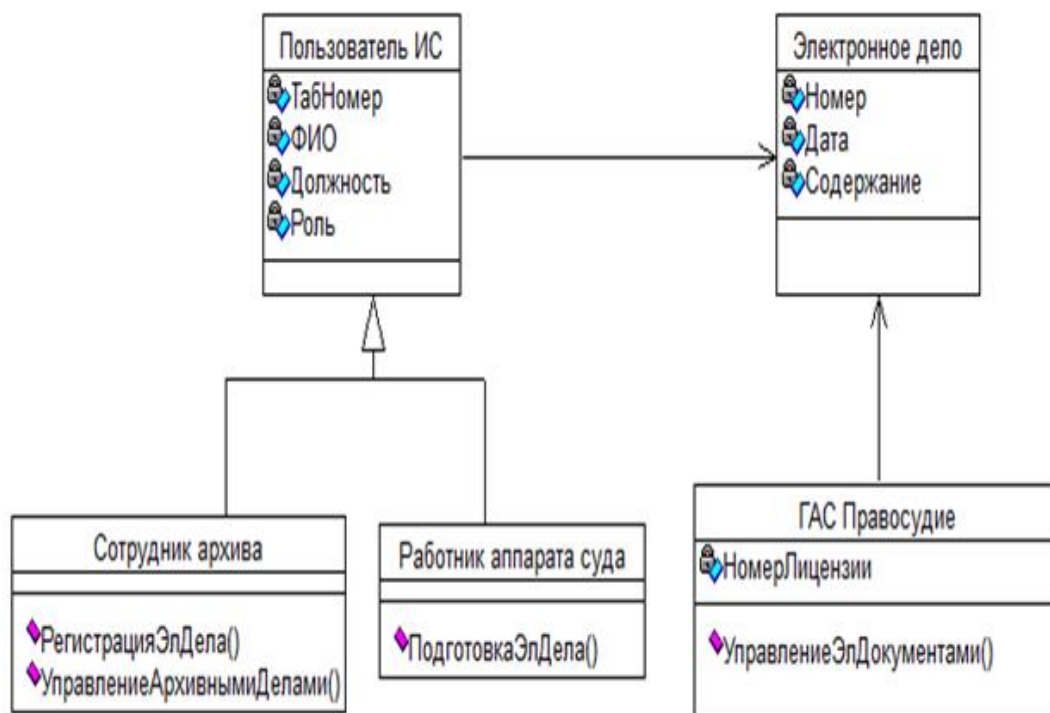 Пользователь ИС
ТабНомер
ФИО
Должность
Роль
Электронное дело
Номер
Дата
Содержание
Сотрудник архива
РегистрацияЭлДела()
УправлениеАрхивнымиДелами()
Работник аппарата суда
ПодготовкаЭлДела()
ГАС Правосудие
НомерЛицензии
УправлениеЭлДокументами()